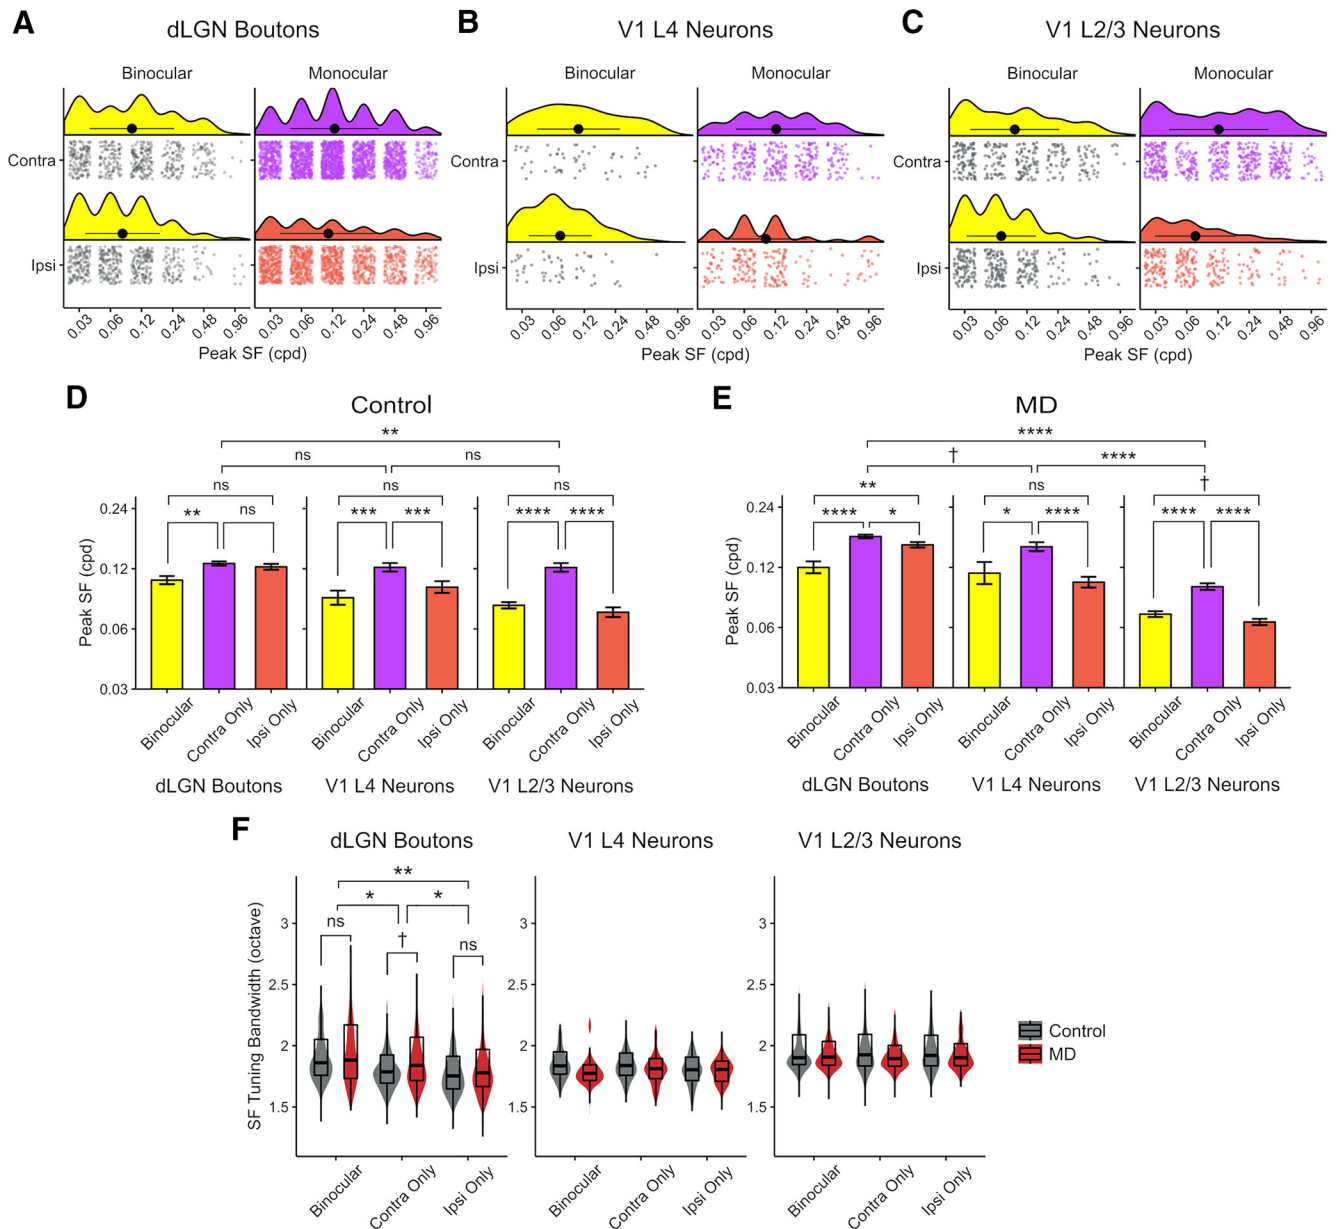 A dLGN Boutons
B V1 L4 Neurons
C V1 L2/3 Neurons
Binocular Monocular
Binocular Monocular
Binocular Monocular
Contra
Ipsi
Contra
Ipsi
Contra
Ipsi
0.03 0.06 0.12 0.24 0.48 0.96 0.03 0.06 0.12 0.24 0.48 0.96
Peak SF (cpd)
0.03 0.06 0.12 0.24 0.48 0.96 0.03 0.06 0.12 0.24 0.48 0.96
Peak SF (cpd)
0.03 0.06 0.12 0.24 0.48 0.96 0.03 0.06 0.12 0.24 0.48 0.96
Peak SF (cpd)
D Control
**
ns ns
ns ns ns
** ns *** *** **** ****
0.24
0.12
0.06
0.03
Peak SF (cpd)
Binocular Contra Only Ipsi Only Binocular Contra Only Ipsi Only Binocular Contra Only Ipsi Only
dLGN Boutons V1 L4 Neurons V1 L2/3 Neurons
E MD
****
† ****
** ns †
**** * * **** **** ****
0.24
0.12
0.06
0.03
Peak SF (cpd)
Binocular Contra Only Ipsi Only Binocular Contra Only Ipsi Only Binocular Contra Only Ipsi Only
dLGN Boutons V1 L4 Neurons V1 L2/3 Neurons
F dLGN Boutons V1 L4 Neurons V1 L2/3 Neurons
**
* *
ns † ns
SF Tuning Bandwidth (octave)
3
2.5
2
1.5
3
2.5
2
1.5
3
2.5
2
1.5
Binocular Contra Only Ipsi Only Binocular Contra Only Ipsi Only Binocular Contra Only Ipsi Only
Control
MD